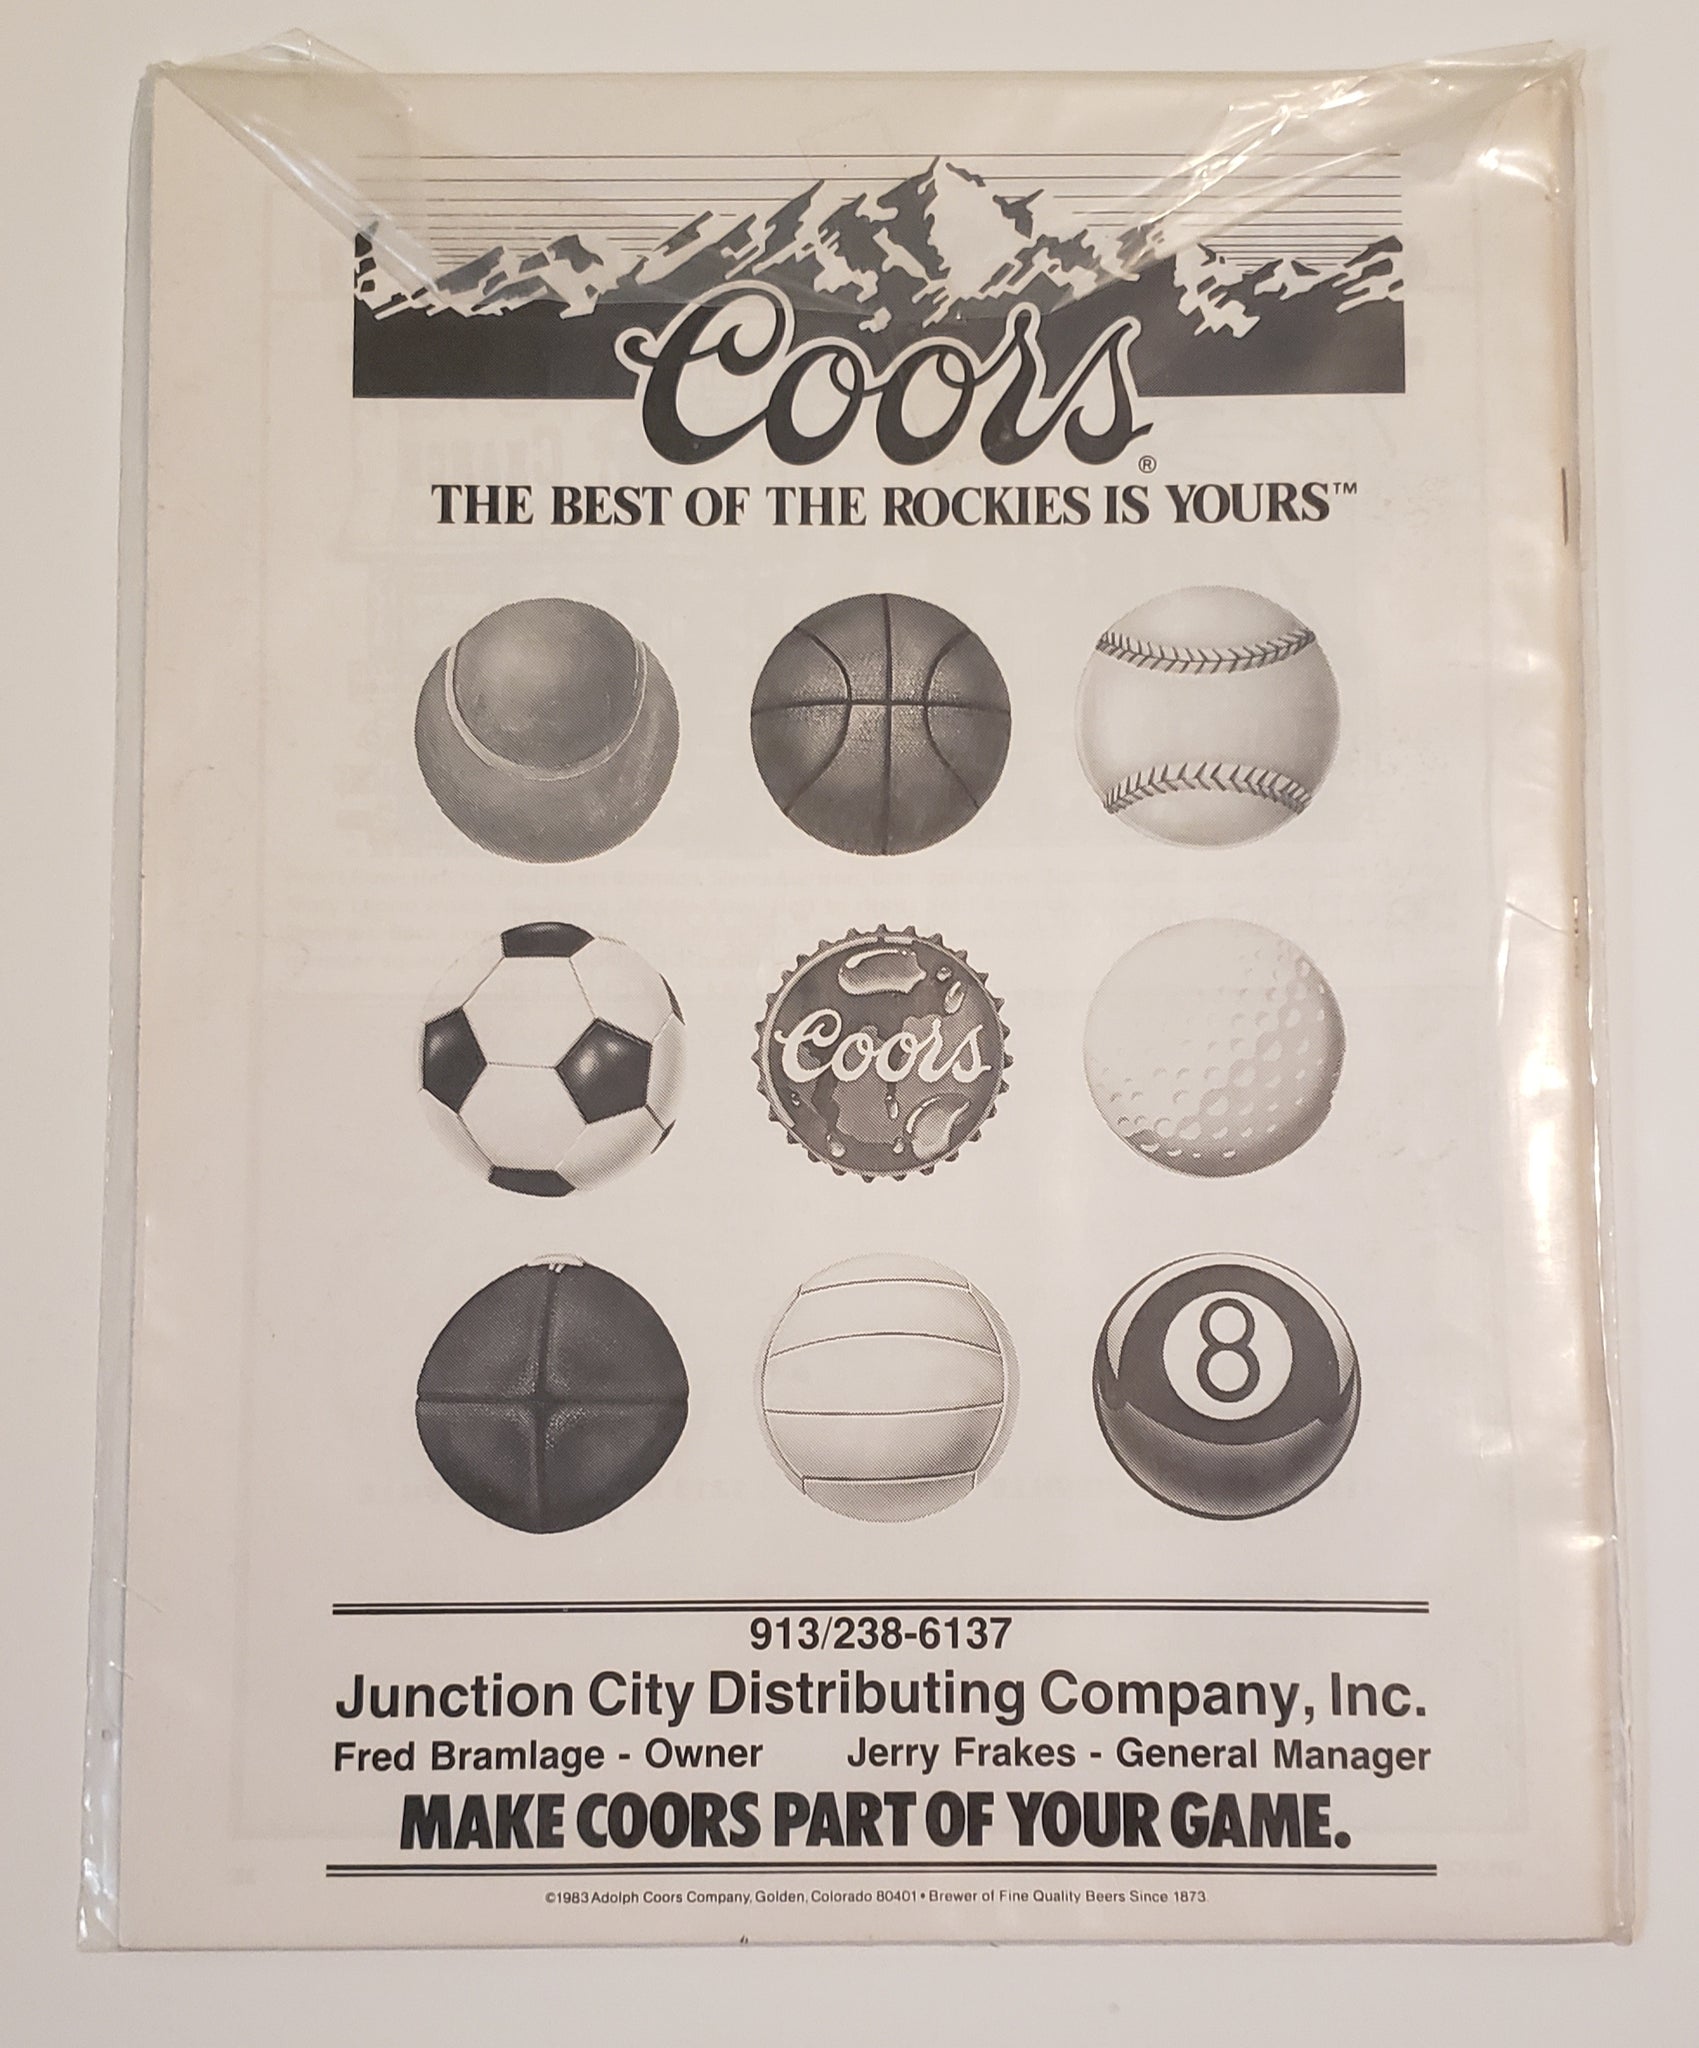 Coors®
THE BEST OF THE ROCKIES IS YOURS™
Coors
8
913/238-6137
Junction City Distributing Company, Inc.
Fred Bramlage - Owner Jerry Frakes - General Manager
MAKE COORS PART OF YOUR GAME.
©1983 Adolph Coors Company, Golden, Colorado 80401 • Brewer of Fine Quality Beers Since 1873